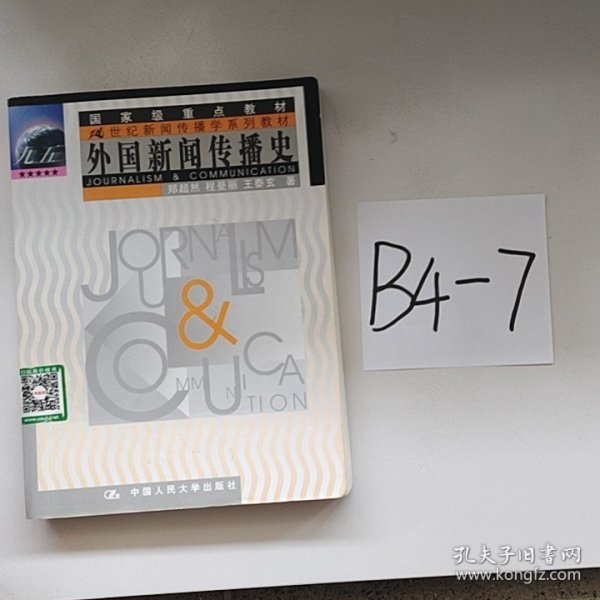 国家级重点教材
21世纪新闻传播学系列教材
九五
外国新闻传播史
JOURNALISM & COMMUNICATION
郑超然 程曼丽 王泰玄 著
JOURNALISM
&
COMMUNICATION
中国人民大学出版社
B4-7
孔夫子旧书网
www.kongfz.com